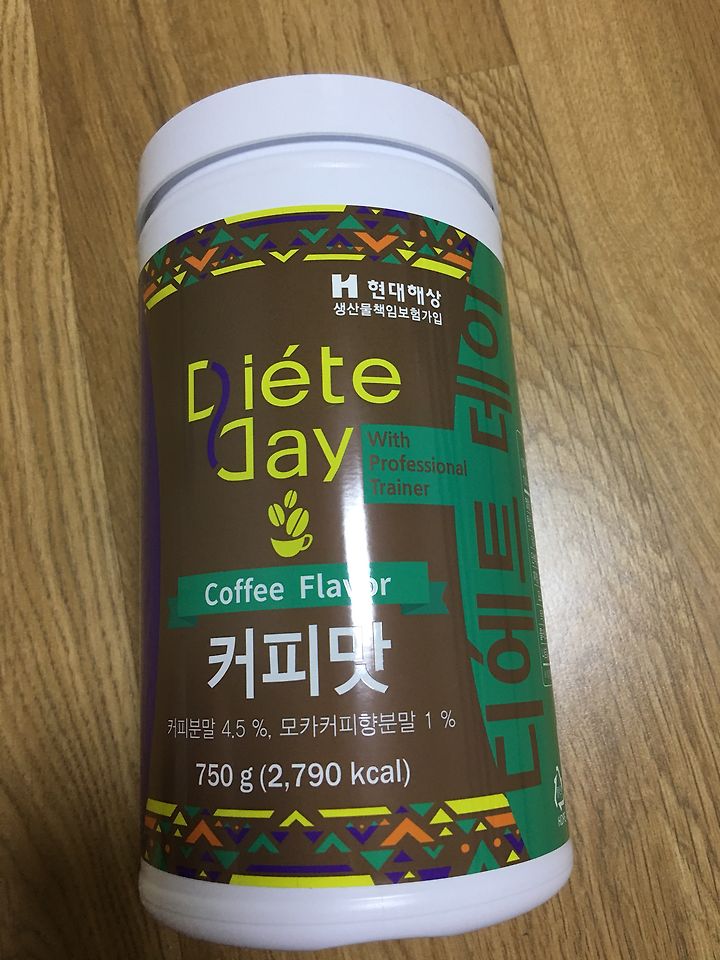 현대해상
생산물책임보험가입
Diéte
Day
With
Professional
Trainer
Coffee Flavor
커피맛
커피분말 4.5 %, 모카커피향분말 1 %
750 g (2,790 kcal)
디에트 데이